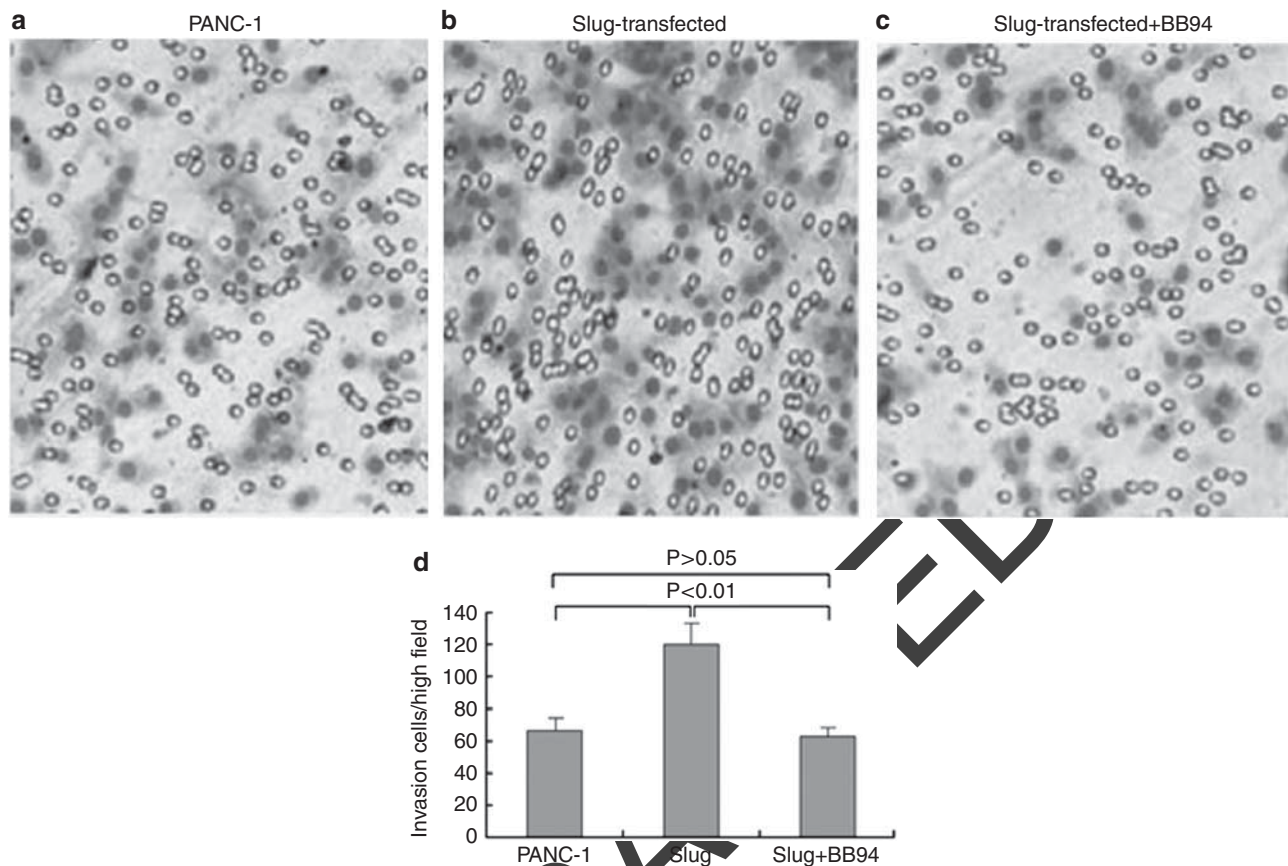 a PANC-1
b Slug-transfected
c Slug-transfected+BB94
d
P>0.05
P<0.01
Invasion cells/high field
140
120
100
80
60
40
20
0
PANC-1 Slug Slug+BB94